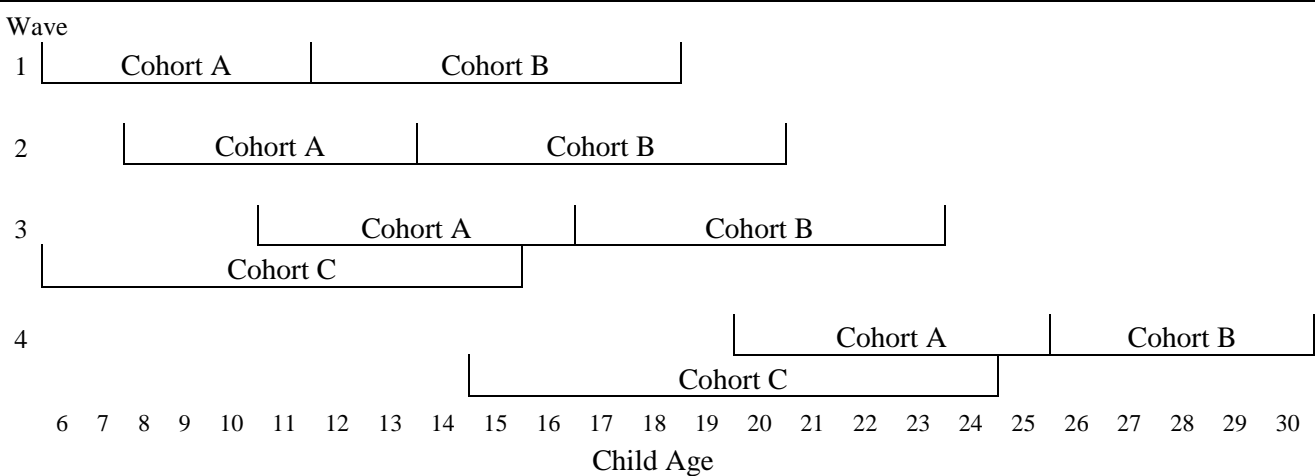 Wave
1 Cohort A Cohort B
2 Cohort A Cohort B
3 Cohort A Cohort B
Cohort C
4 Cohort A Cohort B
Cohort C
6 7 8 9 10 11 12 13 14 15 16 17 18 19 20 21 22 23 24 25 26 27 28 29 30
Child Age